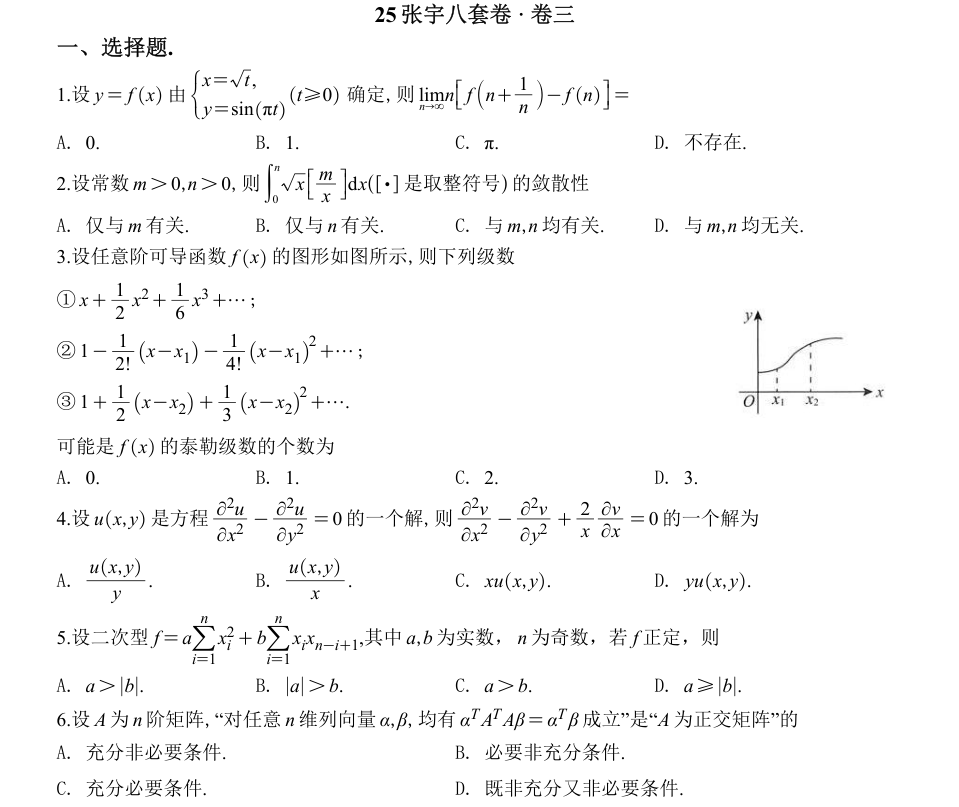 25张宇八套卷·卷三
一、选择题.
1.设 y=f(x) 由 {x=√t, y=sin(πt) (t≥0) 确定, 则 lim_{n→∞} n[f(n+1/n)−f(n)]=
A. 0. B. 1. C. π. D. 不存在.
2.设常数 m>0,n>0, 则 ∫_0^n √x[m/x]dx([·] 是取整符号) 的敛散性
A. 仅与 m 有关. B. 仅与 n 有关. C. 与 m,n 均有关. D. 与 m,n 均无关.
3.设任意阶可导函数 f(x) 的图形如图所示, 则下列级数
① x+1/2 x²+1/6 x³+⋯;
② 1−1/2!(x−x₁)−1/4!(x−x₁)²+⋯;
③ 1+1/2(x−x₂)+1/3(x−x₂)²+⋯.
y
O x₁ x₂ x
可能是 f(x) 的泰勒级数的个数为
A. 0. B. 1. C. 2. D. 3.
4.设 u(x,y) 是方程 ∂²u/∂x² − ∂²u/∂y² =0 的一个解, 则 ∂²v/∂x² − ∂²v/∂y² + 2/x ∂v/∂x =0 的一个解为
A. u(x,y)/y. B. u(x,y)/x. C. xu(x,y). D. yu(x,y).
5.设二次型 f=a∑_{i=1}^n x_i²+b∑_{i=1}^n x_i x_{n−i+1},其中 a,b 为实数, n 为奇数, 若 f 正定, 则
A. a>|b|. B. |a|>b. C. a>b. D. a≥|b|.
6.设 A 为 n 阶矩阵, “对任意 n 维列向量 α,β, 均有 α^T A^T Aβ=α^T β 成立”是“A 为正交矩阵”的
A. 充分非必要条件. B. 必要非充分条件.
C. 充分必要条件. D. 既非充分又非必要条件.